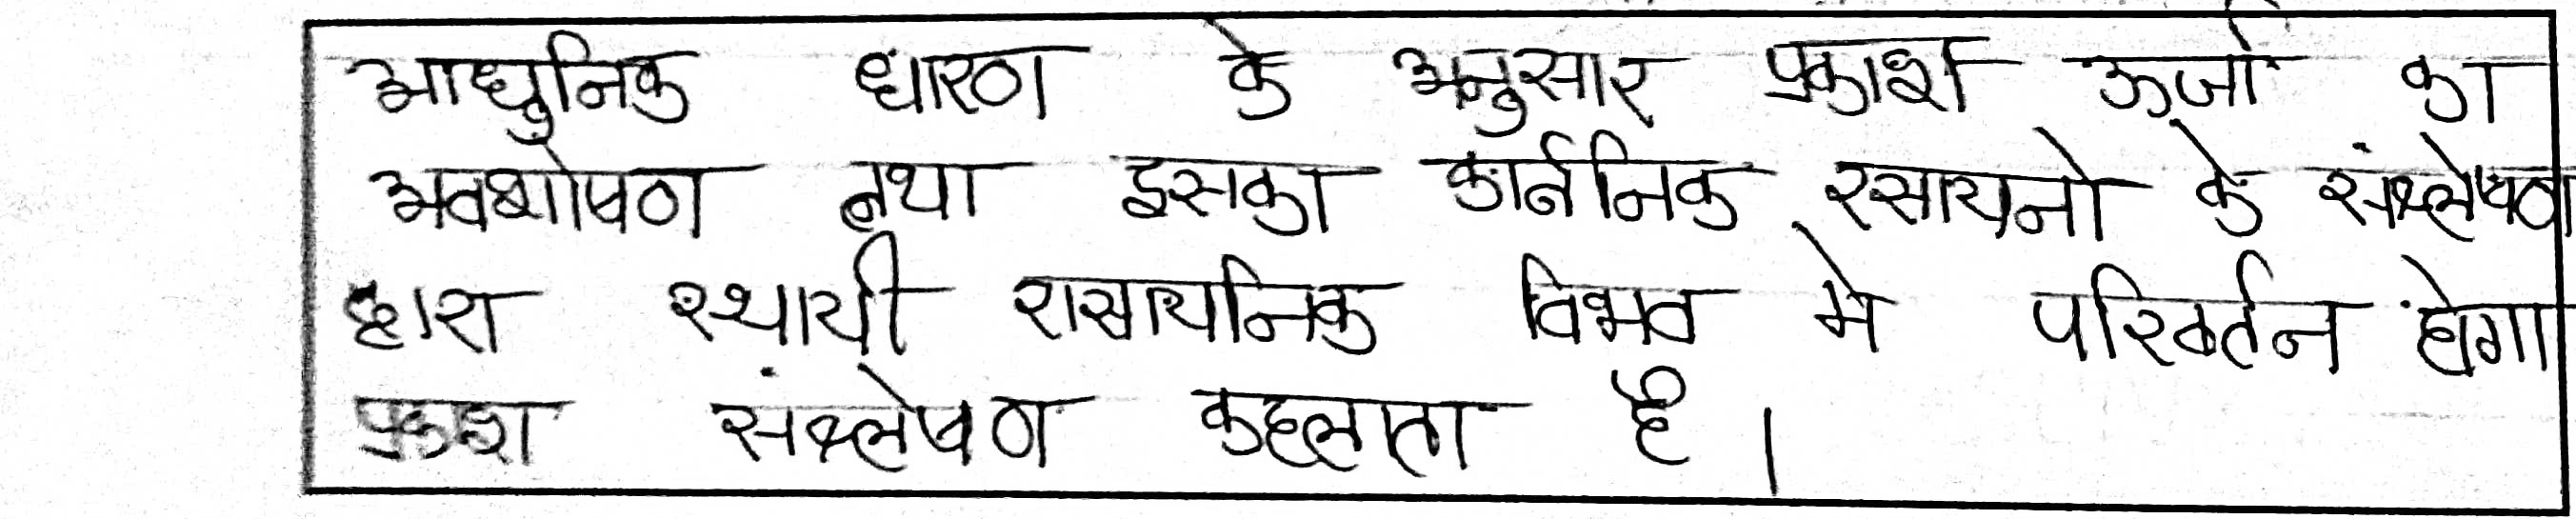 आधुनिक धारण के अनुसार प्रकाश ऊर्जा का
अवशोषण तथा इसका कार्बनिक रसायनो के संश्लेषण
द्वारा स्थायी रासायनिक विभव मे परिवर्तन होगा
प्रकाश संश्लेषण कहलाता है।